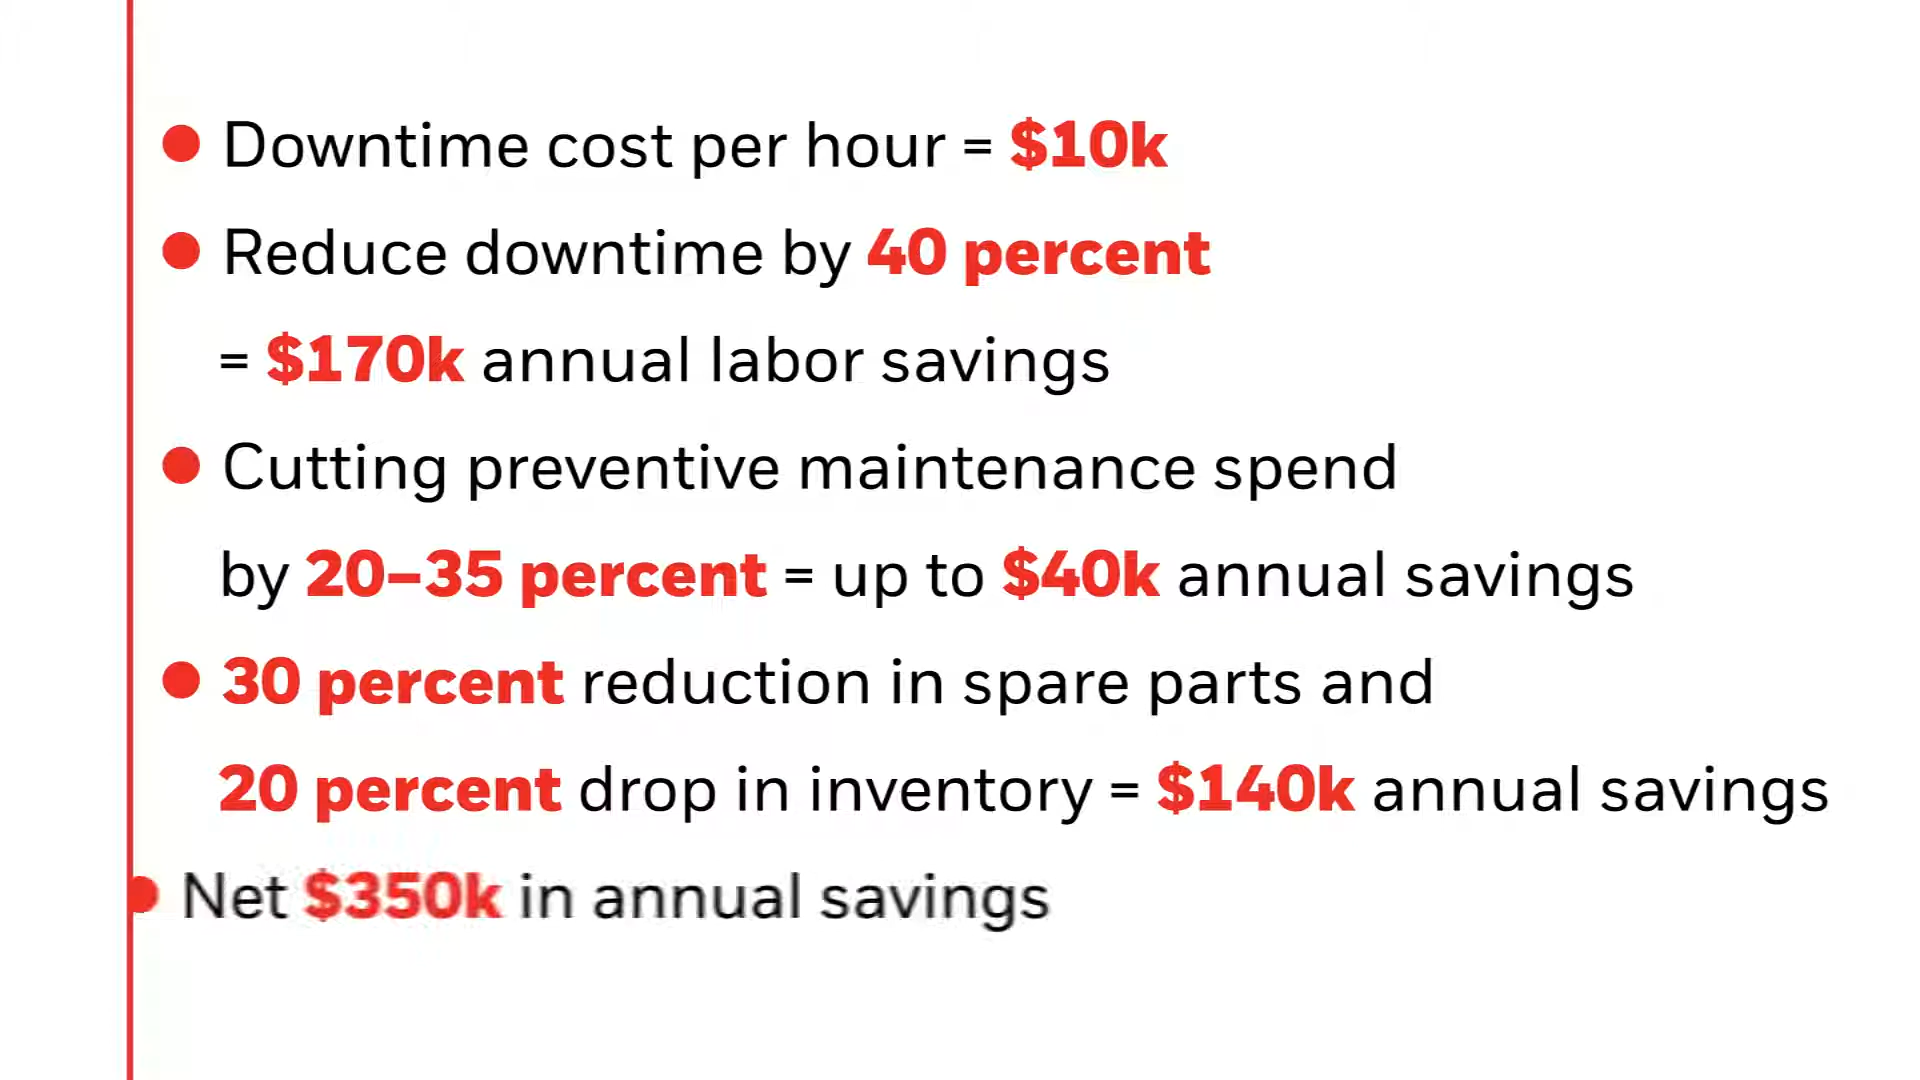 Downtime cost per hour = $10k
Reduce downtime by 40 percent
= $170k annual labor savings
Cutting preventive maintenance spend
by 20–35 percent = up to $40k annual savings
30 percent reduction in spare parts and
20 percent drop in inventory = $140k annual savings
Net $350k in annual savings